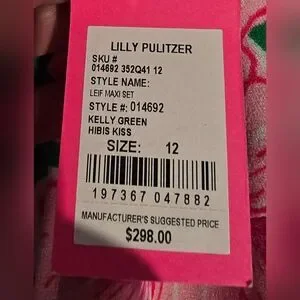 LILLY PULITZER
SKU #
014692 352Q41 12
STYLE NAME:
LEIF MAXI SET
STYLE #: 014692
KELLY GREEN
HIBIS KISS
SIZE: 12
197367 047882
MANUFACTURER'S SUGGESTED PRICE
$298.00